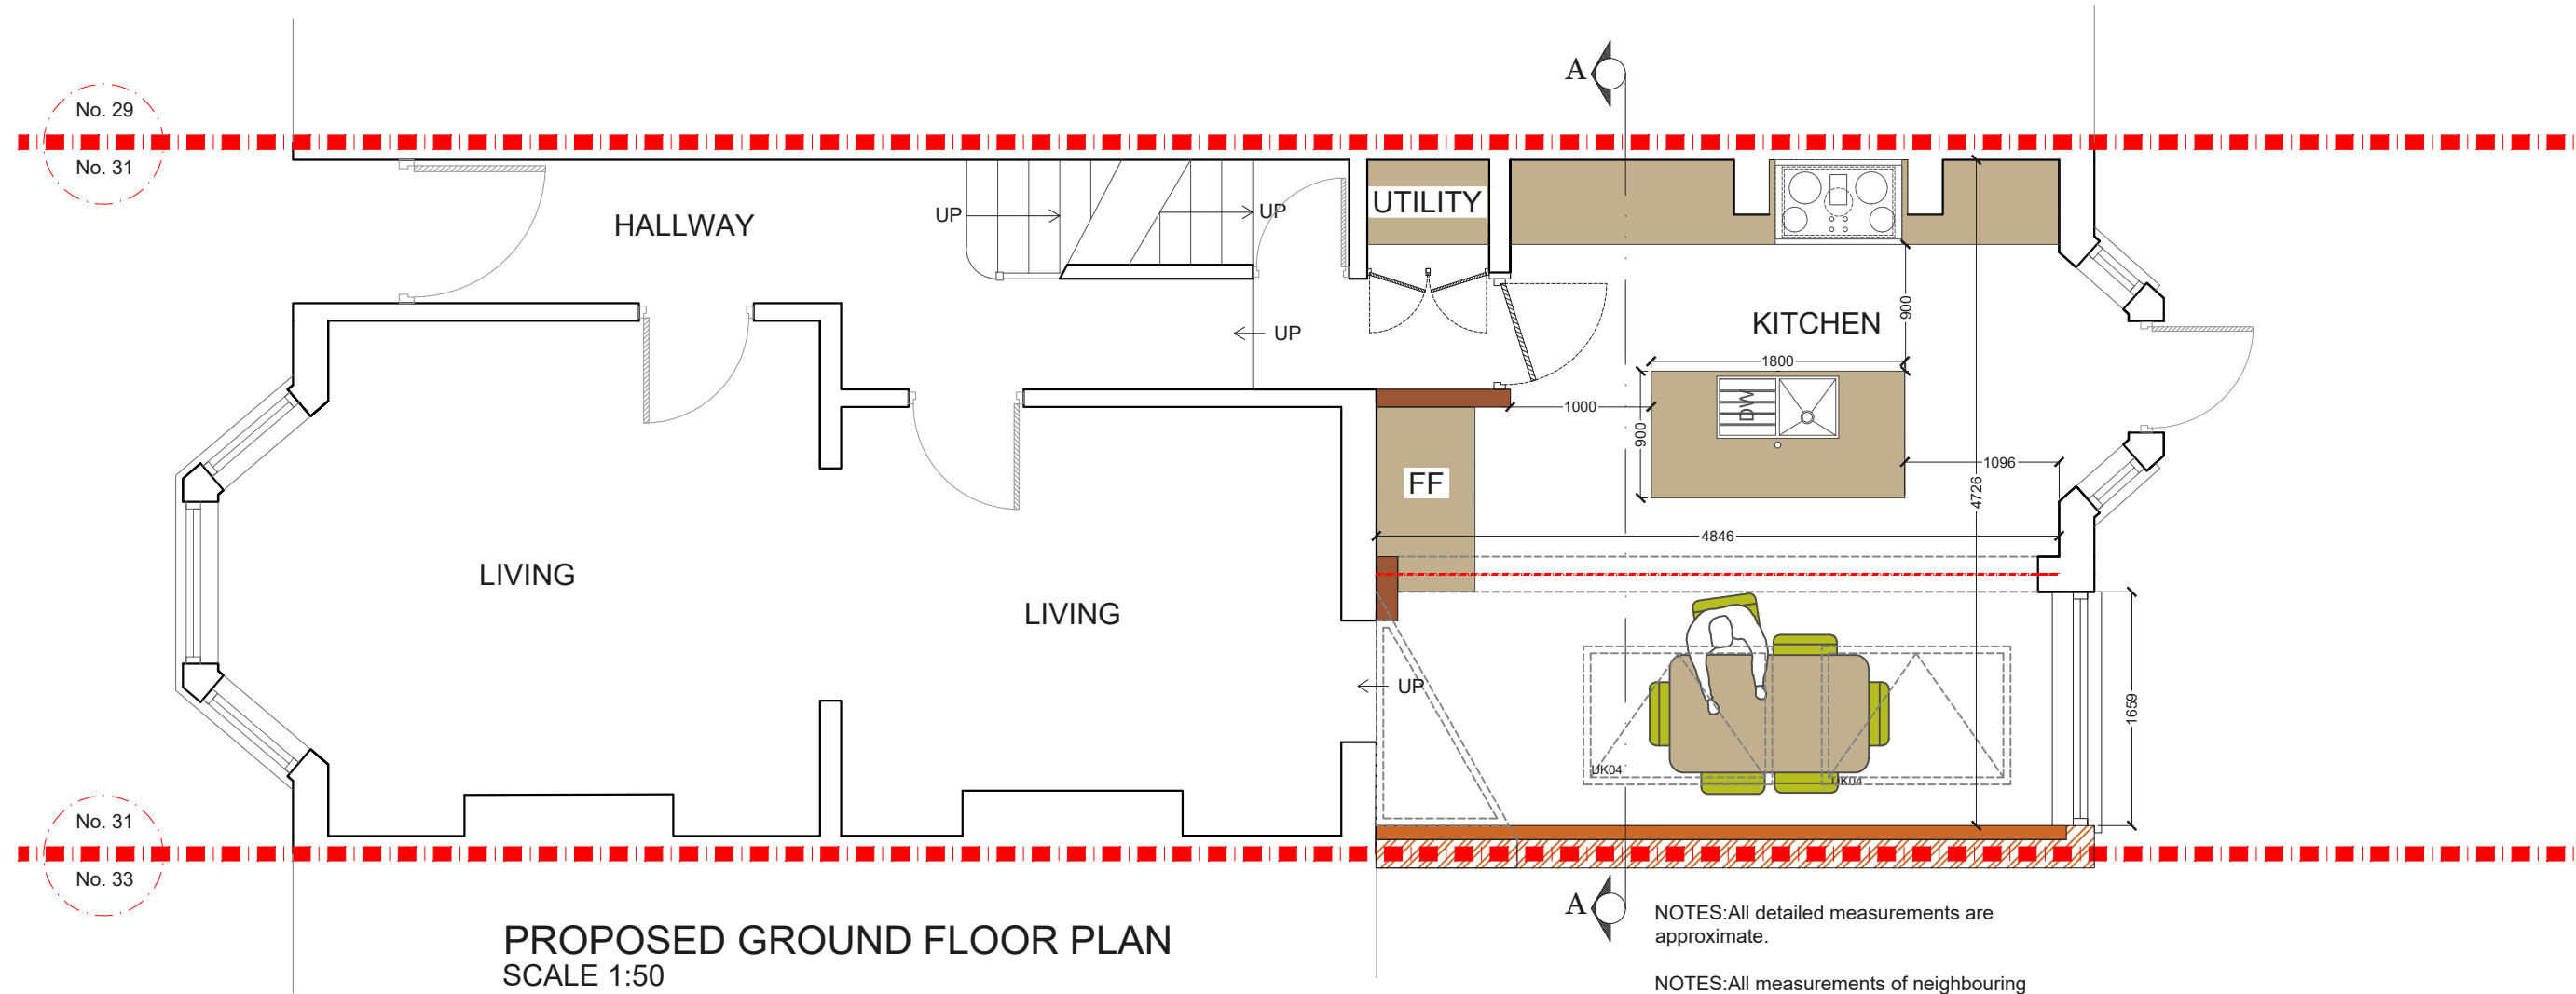 A
No. 29
No. 31
HALLWAY
UP
UP
UTILITY
UP
KITCHEN
900
1800
DW
1000
900
FF
1096
4726
4846
LIVING
LIVING
UP
1659
UK04
UK04
No. 31
No. 33
A
PROPOSED GROUND FLOOR PLAN
SCALE 1:50
NOTES:All detailed measurements are
approximate.
NOTES:All measurements of neighbouring